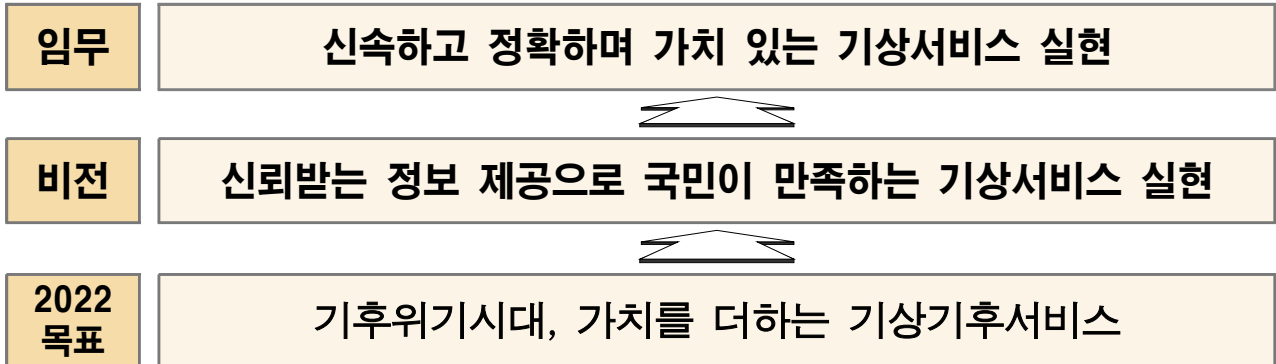 임무
신속하고 정확하며 가치 있는 기상서비스 실현
비전
신뢰받는 정보 제공으로 국민이 만족하는 기상서비스 실현
2022
목표
기후위기시대, 가치를 더하는 기상기후서비스